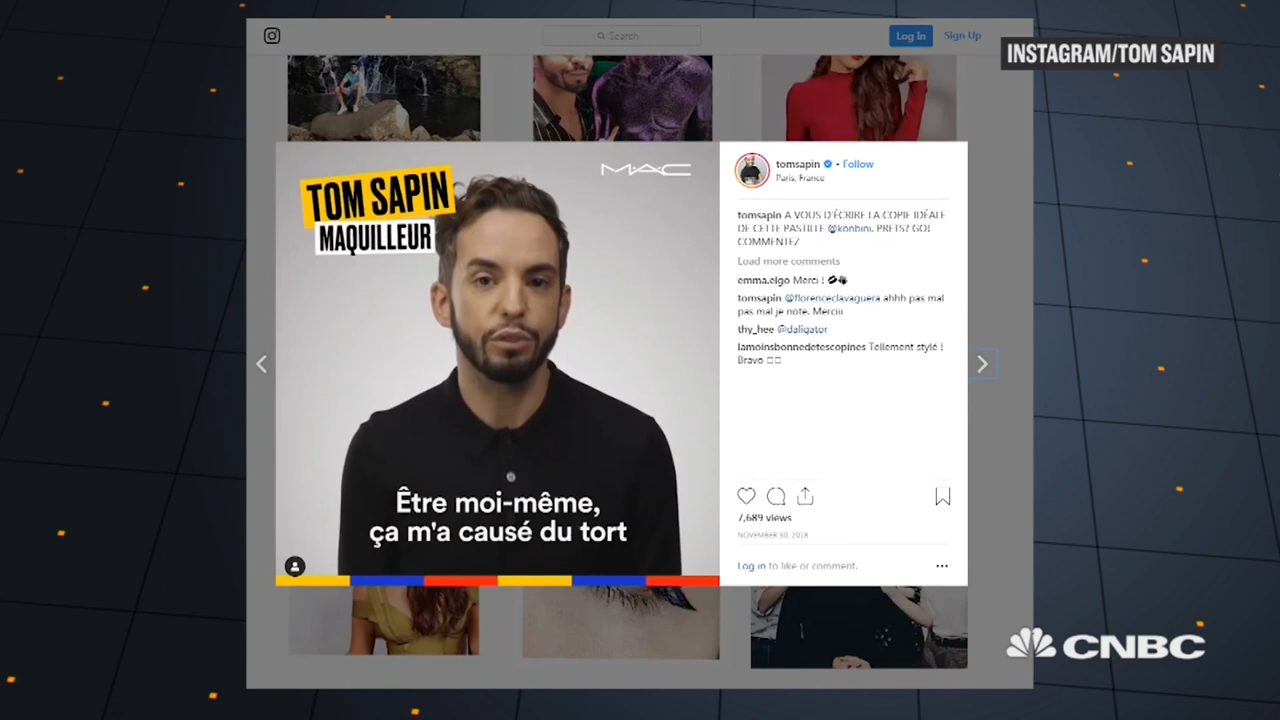 Search
Log In
Sign Up
INSTAGRAM/TOM SAPIN
TOM SAPIN
MAQUILLEUR
MAC
Être moi-même,
ça m'a causé du tort
tomsapin • Follow
Paris, France
tomsapin A VOUS D'ÉCRIRE LA COPIE IDÉALE
DE CETTE PASTILLE @konbini. PRETS? GO!
COMMENTEZ
Load more comments
emma.elgo Merci ! 
tomsapin @florenceclavaguera ahhh pas mal
pas mal je note. Merciii
thy_hee @daligator
lamoinsbonnedetescopines Tellement stylé !
Bravo
7,689 views
NOVEMBER 30, 2018
Log in to like or comment.
CNBC